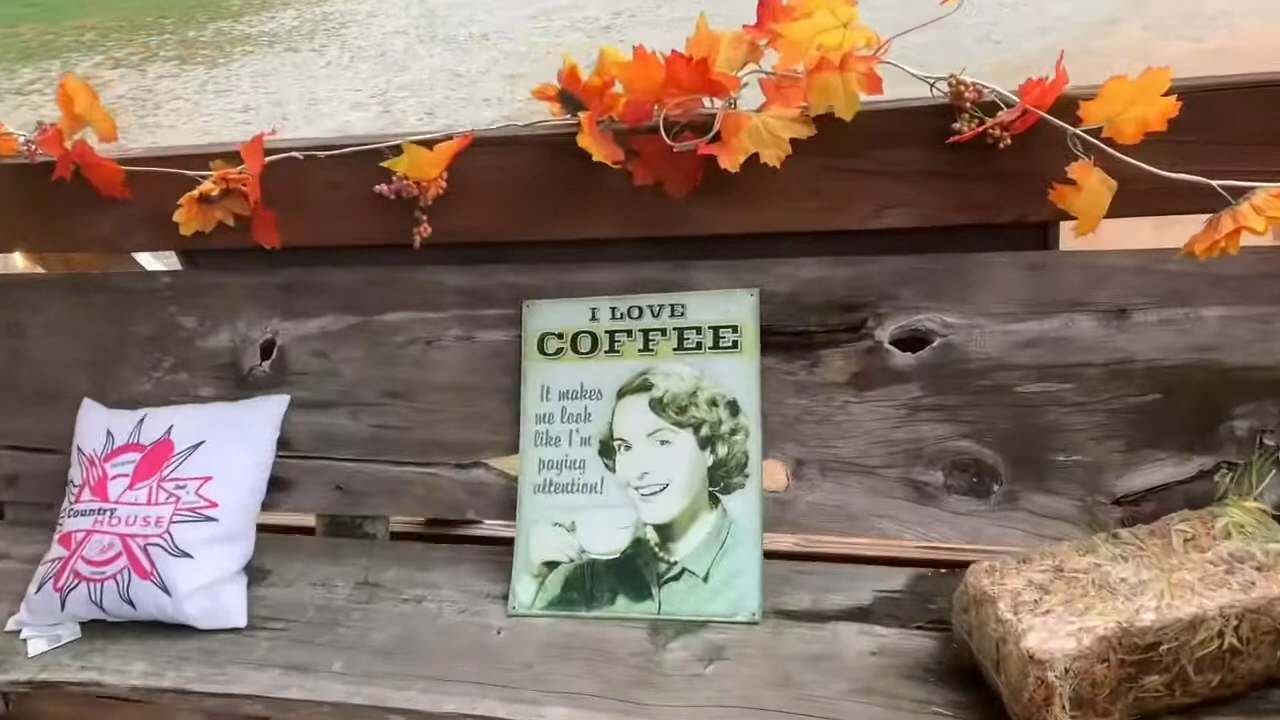 I LOVE
COFFEE
It makes
me look
like I'm
paying
attention!
Country
HOUSE